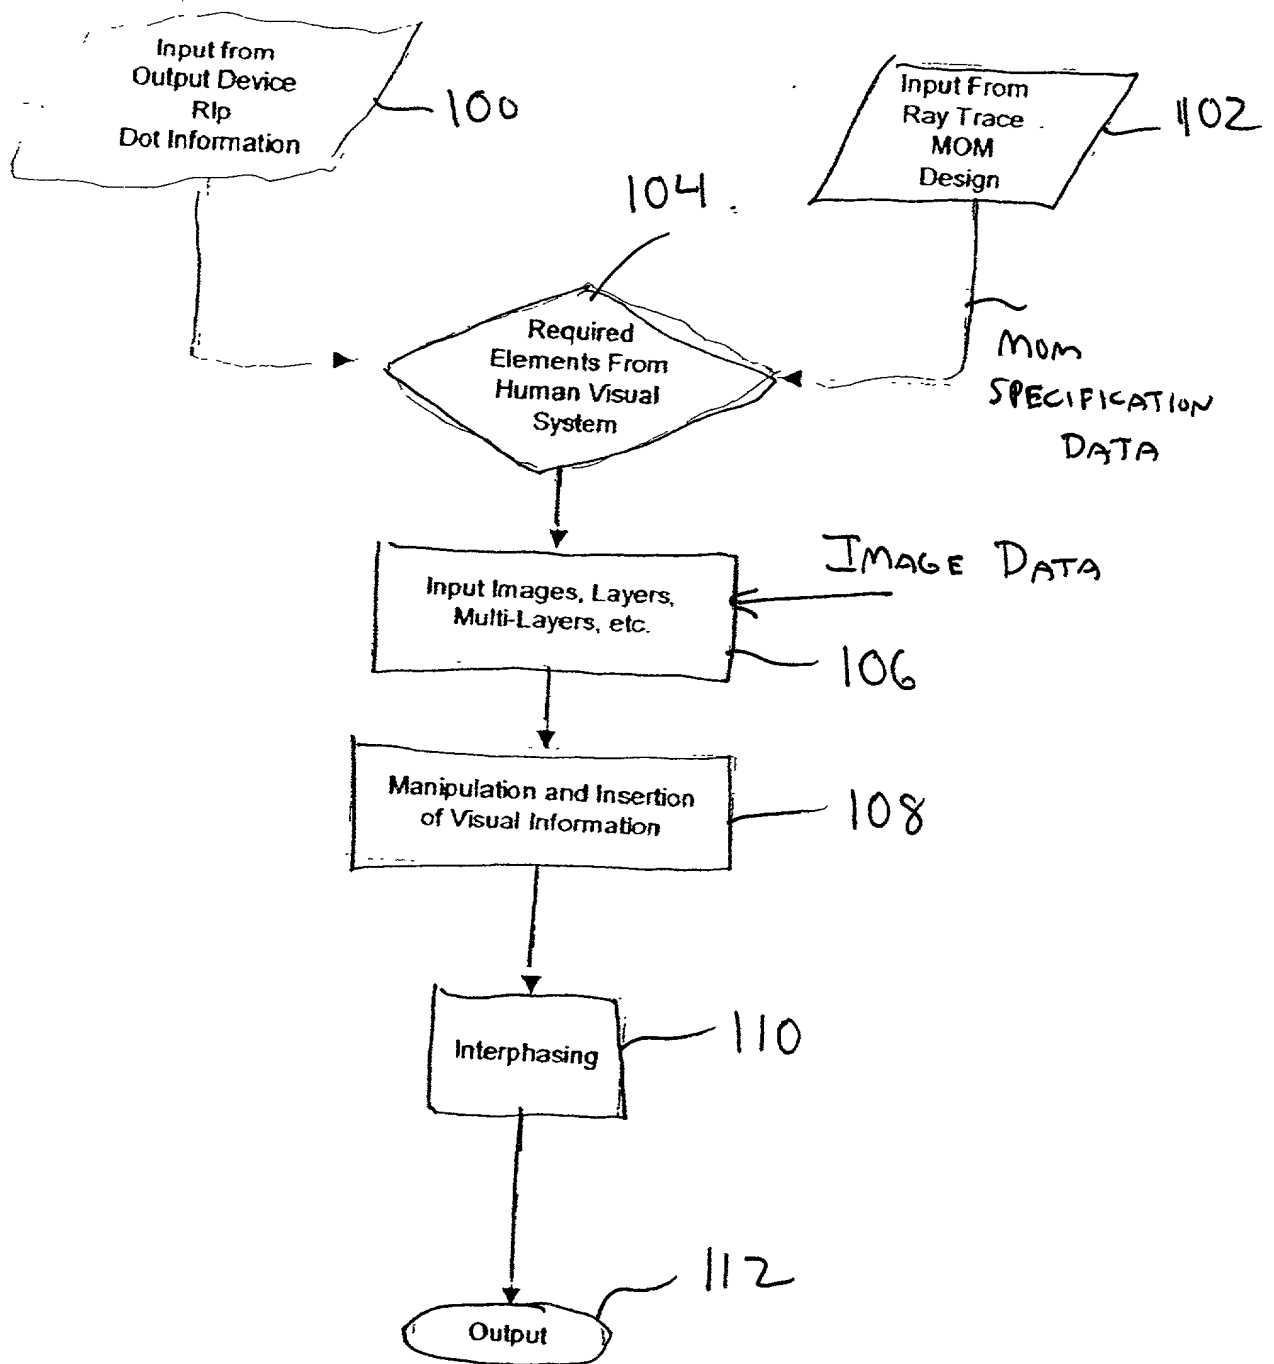 Input from
Output Device
RIp
Dot Information
100
Input From
Ray Trace
MOM
Design
102
104
Required
Elements From
Human Visual
System
MOM
SPECIFICATION
DATA
Input Images, Layers,
Multi-Layers, etc.
IMAGE DATA
106
Manipulation and Insertion
of Visual Information
108
Interphasing
110
112
Output